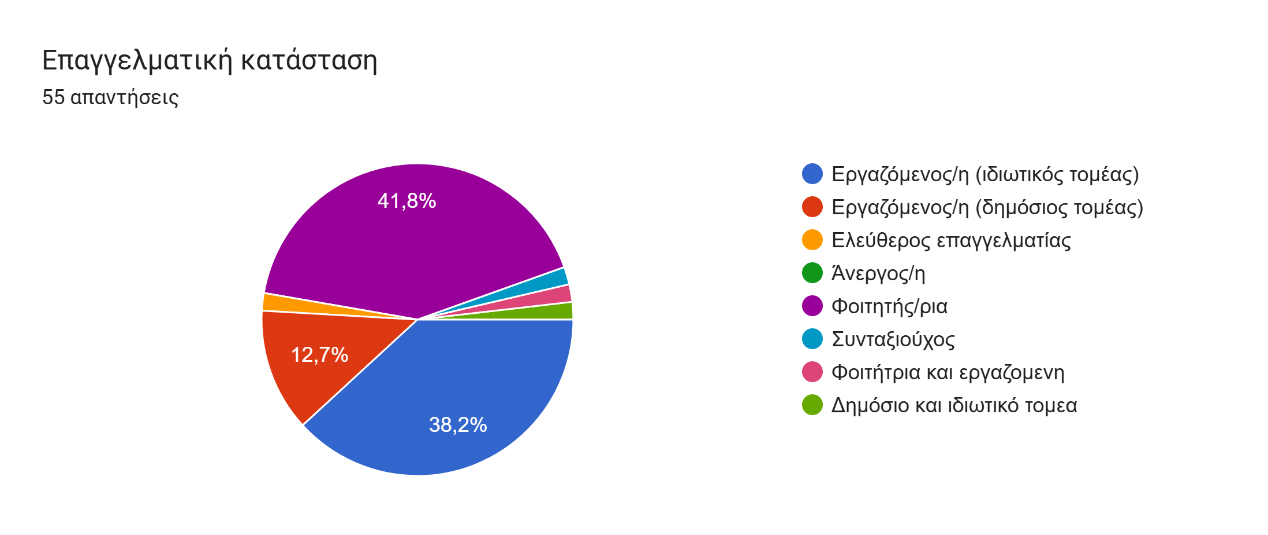 Επαγγελματική κατάσταση
55 απαντήσεις
41,8%
12,7%
38,2%
Εργαζόμενος/η (ιδιωτικός τομέας)
Εργαζόμενος/η (δημόσιος τομέας)
Ελεύθερος επαγγελματίας
Άνεργος/η
Φοιτητής/ρια
Συνταξιούχος
Φοιτήτρια και εργαζομενη
Δημόσιο και ιδιωτικό τομεα